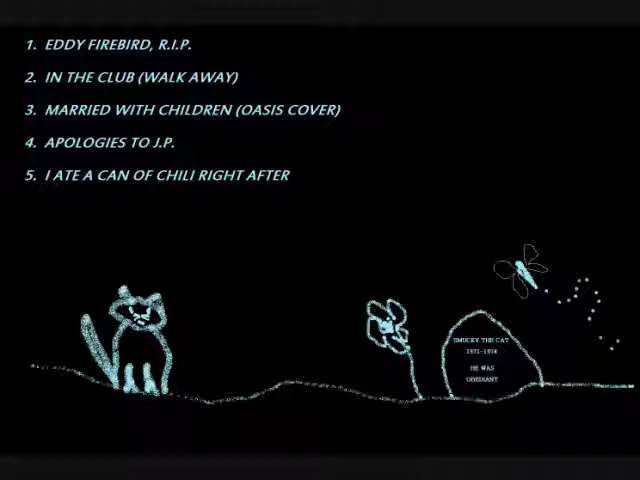 1. EDDY FIREBIRD, R.I.P.
2. IN THE CLUB (WALK AWAY)
3. MARRIED WITH CHILDREN (OASIS COVER)
4. APOLOGIES TO J.P.
5. I ATE A CAN OF CHILI RIGHT AFTER
SMUCKY THE CAT
1971-1974
HE WAS
OBEDIANT